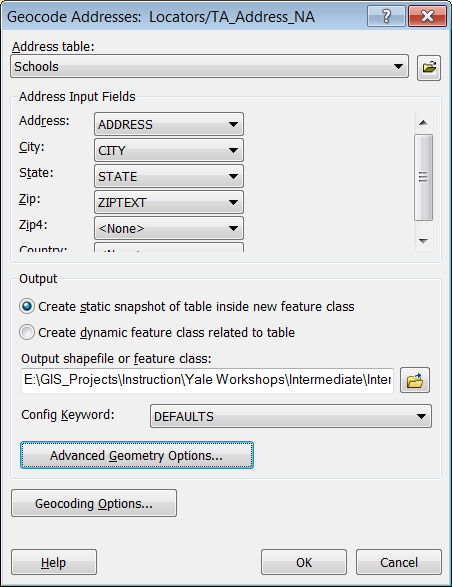 Geocode Addresses: Locators/TA_Address_NA
Address table:
Schools
Address Input Fields
Address: ADDRESS
City: CITY
State: STATE
Zip: ZIPTEXT
Zip4: <None>
Country:
Output
Create static snapshot of table inside new feature class
Create dynamic feature class related to table
Output shapefile or feature class:
E:\GIS_Projects\Instruction\Yale Workshops\Intermediate\Inter
Config Keyword: DEFAULTS
Advanced Geometry Options...
Geocoding Options...
Help OK Cancel